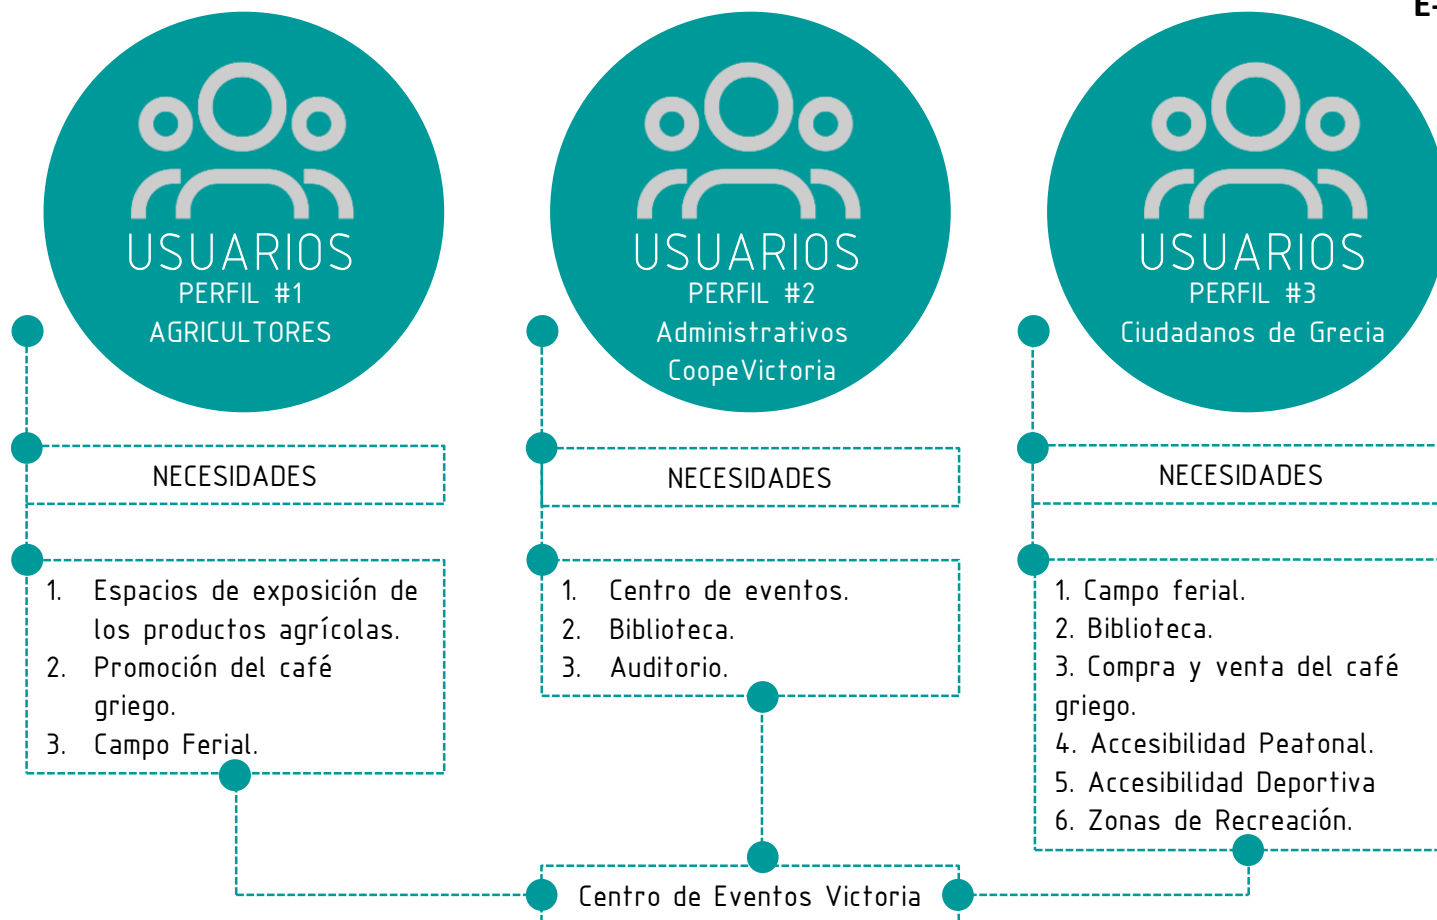 E-
USUARIOS
PERFIL #1
AGRICULTORES
NECESIDADES
1. Espacios de exposición de
los productos agrícolas.
2. Promoción del café
griego.
3. Campo Ferial.
USUARIOS
PERFIL #2
Administrativos
CoopeVictoria
NECESIDADES
1. Centro de eventos.
2. Biblioteca.
3. Auditorio.
USUARIOS
PERFIL #3
Ciudadanos de Grecia
NECESIDADES
1. Campo ferial.
2. Biblioteca.
3. Compra y venta del café
griego.
4. Accesibilidad Peatonal.
5. Accesibilidad Deportiva
6. Zonas de Recreación.
Centro de Eventos Victoria